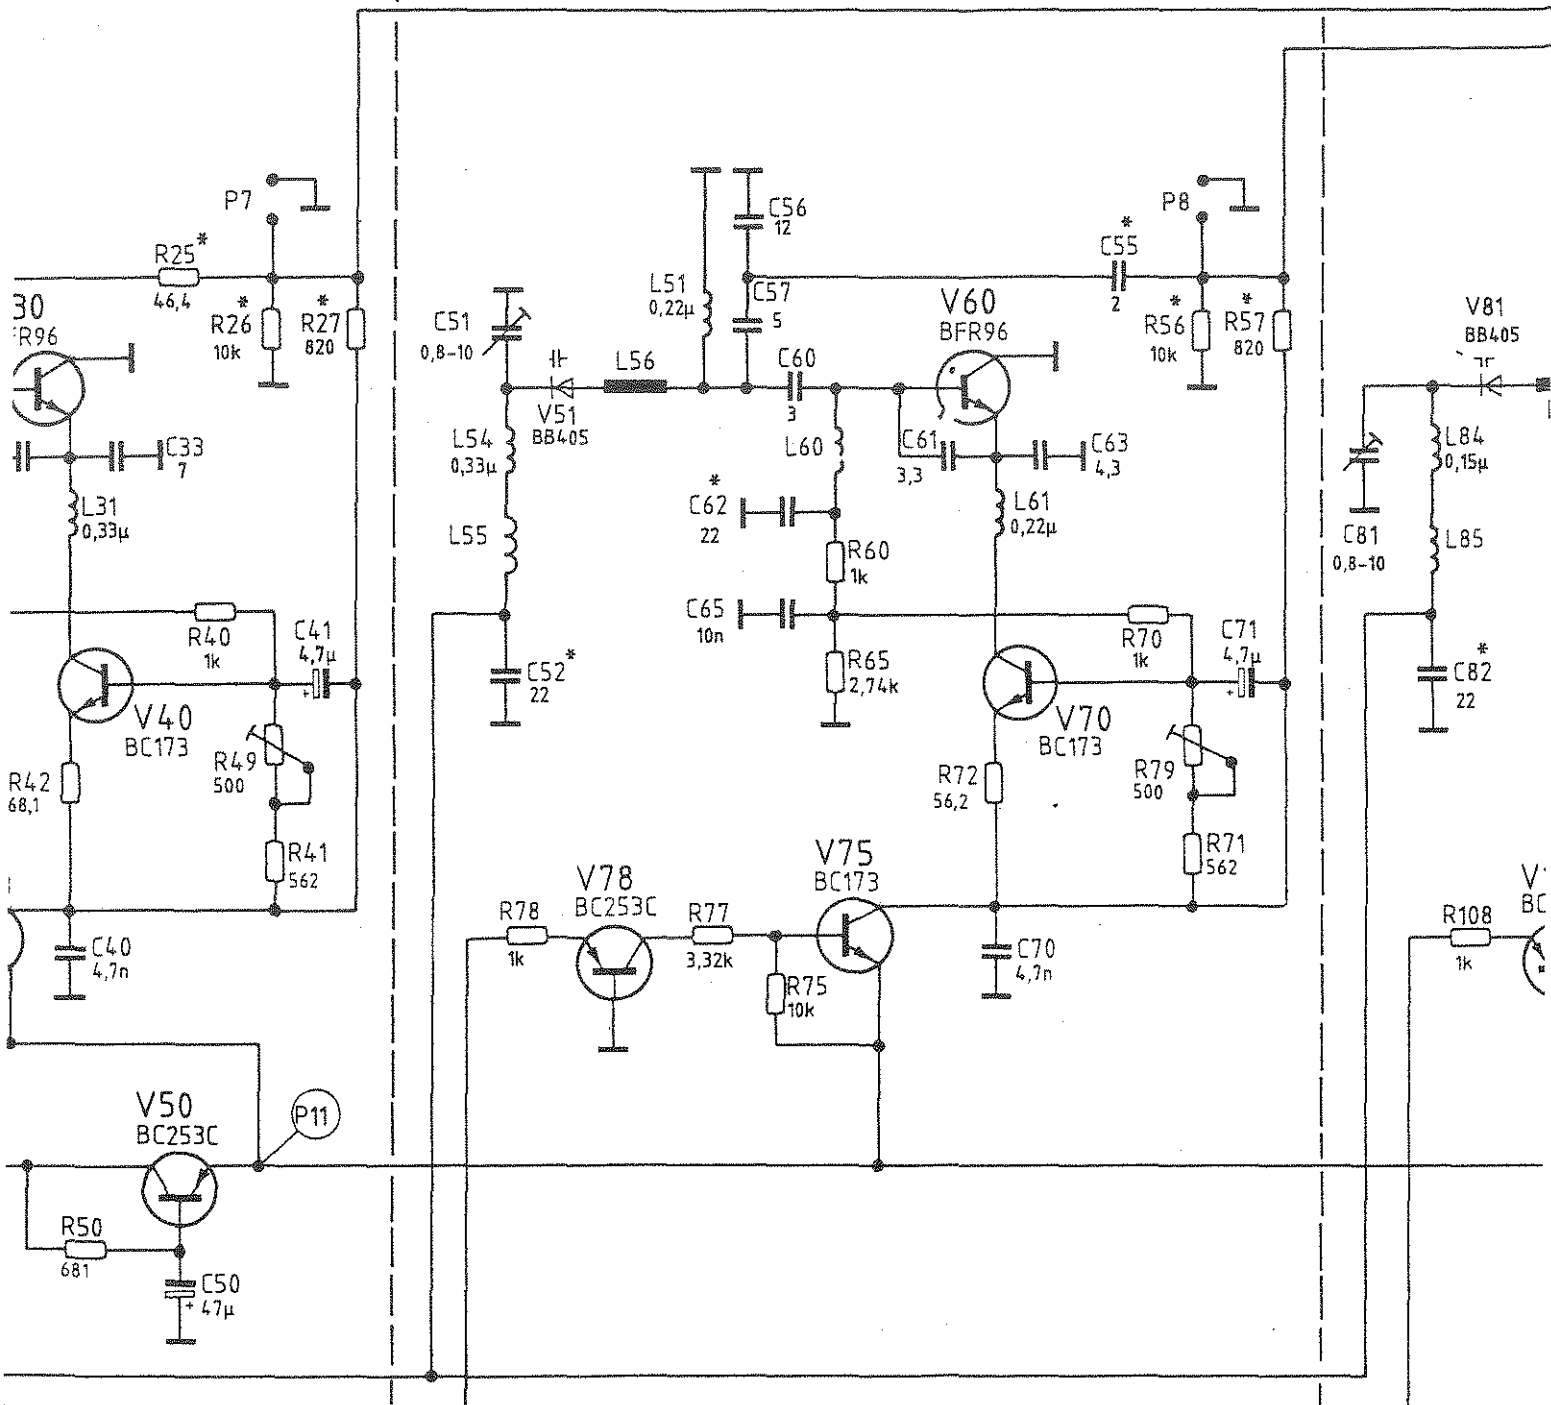 P7
R25*
46,4
30
FR96
*
R26
10k
*
R27
820
C33
7
L31
0,33µ
R40
1k
C41
4,7µ
+
V40
BC173
R49
500
R42
68,1
R41
562
C40
4,7n
V50
BC253C
P11
R50
681
C50
+ 47µ
C51
0,8-10
V51
BB405
L56
L51
0,22µ
C56
12
C57
5
C60
3
L54
0,33µ
L55
C52*
22
L60
*
C62
22
R60
1k
C65
10n
R65
2,74k
V60
BFR96
C61
3,3
C63
4,3
L61
0,22µ
*
C55
2
P8
*
R56
10k
*
R57
820
R70
1k
C71
4,7µ
+
V70
BC173
R72
56,2
R79
500
R71
562
V75
BC173
V78
BC253C
R78
1k
R77
3,32k
R75
10k
C70
4,7n
V81
BB405
L84
0,15µ
C81
0,8-10
L85
*
C82
22
R108
1k
V1
BC